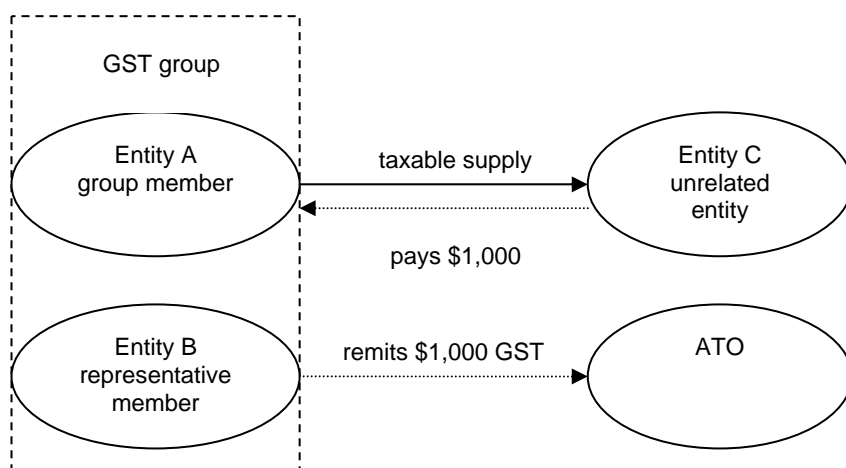 GST group
Entity A
group member
taxable supply
Entity C
unrelated
entity
pays $1,000
Entity B
representative
member
remits $1,000 GST
ATO